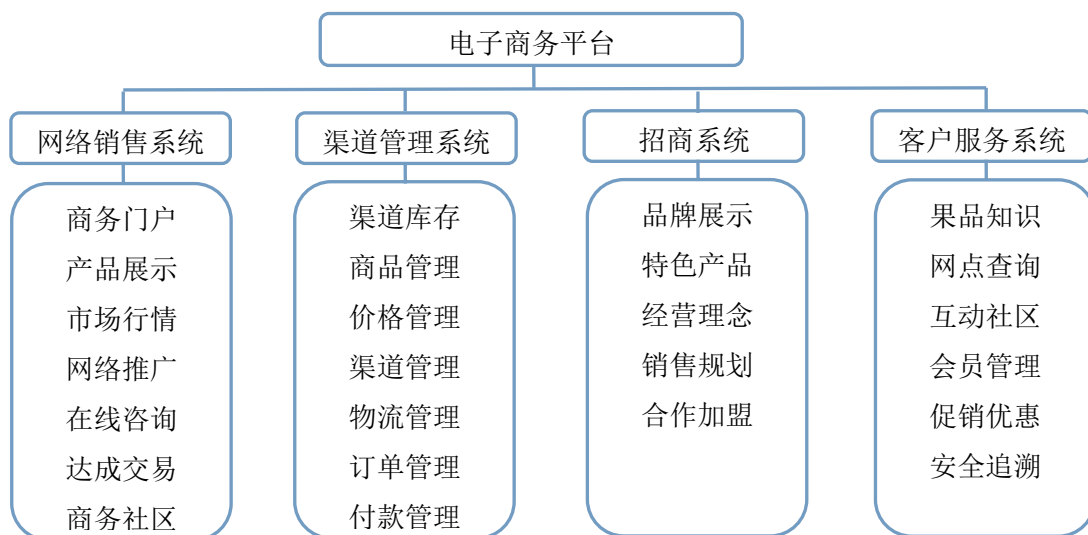 电子商务平台
网络销售系统
渠道管理系统
招商系统
客户服务系统
商务门户
产品展示
市场行情
网络推广
在线咨询
达成交易
商务社区
渠道库存
商品管理
价格管理
渠道管理
物流管理
订单管理
付款管理
品牌展示
特色产品
经营理念
销售规划
合作加盟
果品知识
网点查询
互动社区
会员管理
促销优惠
安全追溯